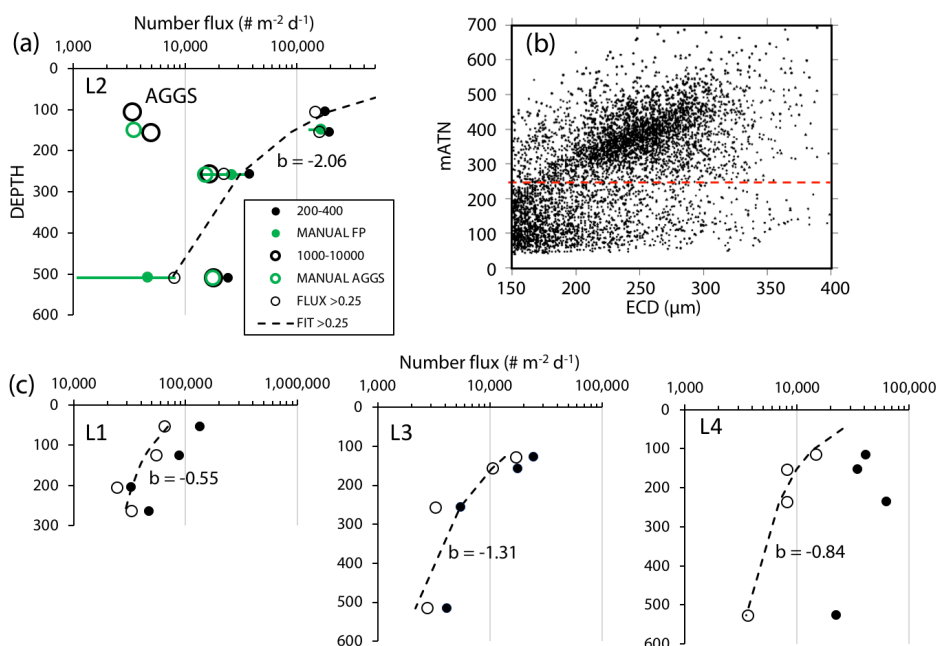 (a)
Number flux (# m-2 d-1)
1,000 10,000 100,000
0
100
200
300
400
500
600
DEPTH
L2
AGGS
b = -2.06
200-400
MANUAL FP
1000-10000
MANUAL AGGS
FLUX >0.25
FIT >0.25
(b)
700
600
500
400
300
200
100
0
mATN
150 200 250 300 350 400
ECD (µm)
(c)
Number flux (# m-2 d-1)
10,000 100,000 1,000,000
0
100
200
300
L1
b = -0.55
1,000 10,000 100,000
0
100
200
300
400
500
600
L3
b = -1.31
1,000 10,000 100,000
0
100
200
300
400
500
600
L4
b = -0.84